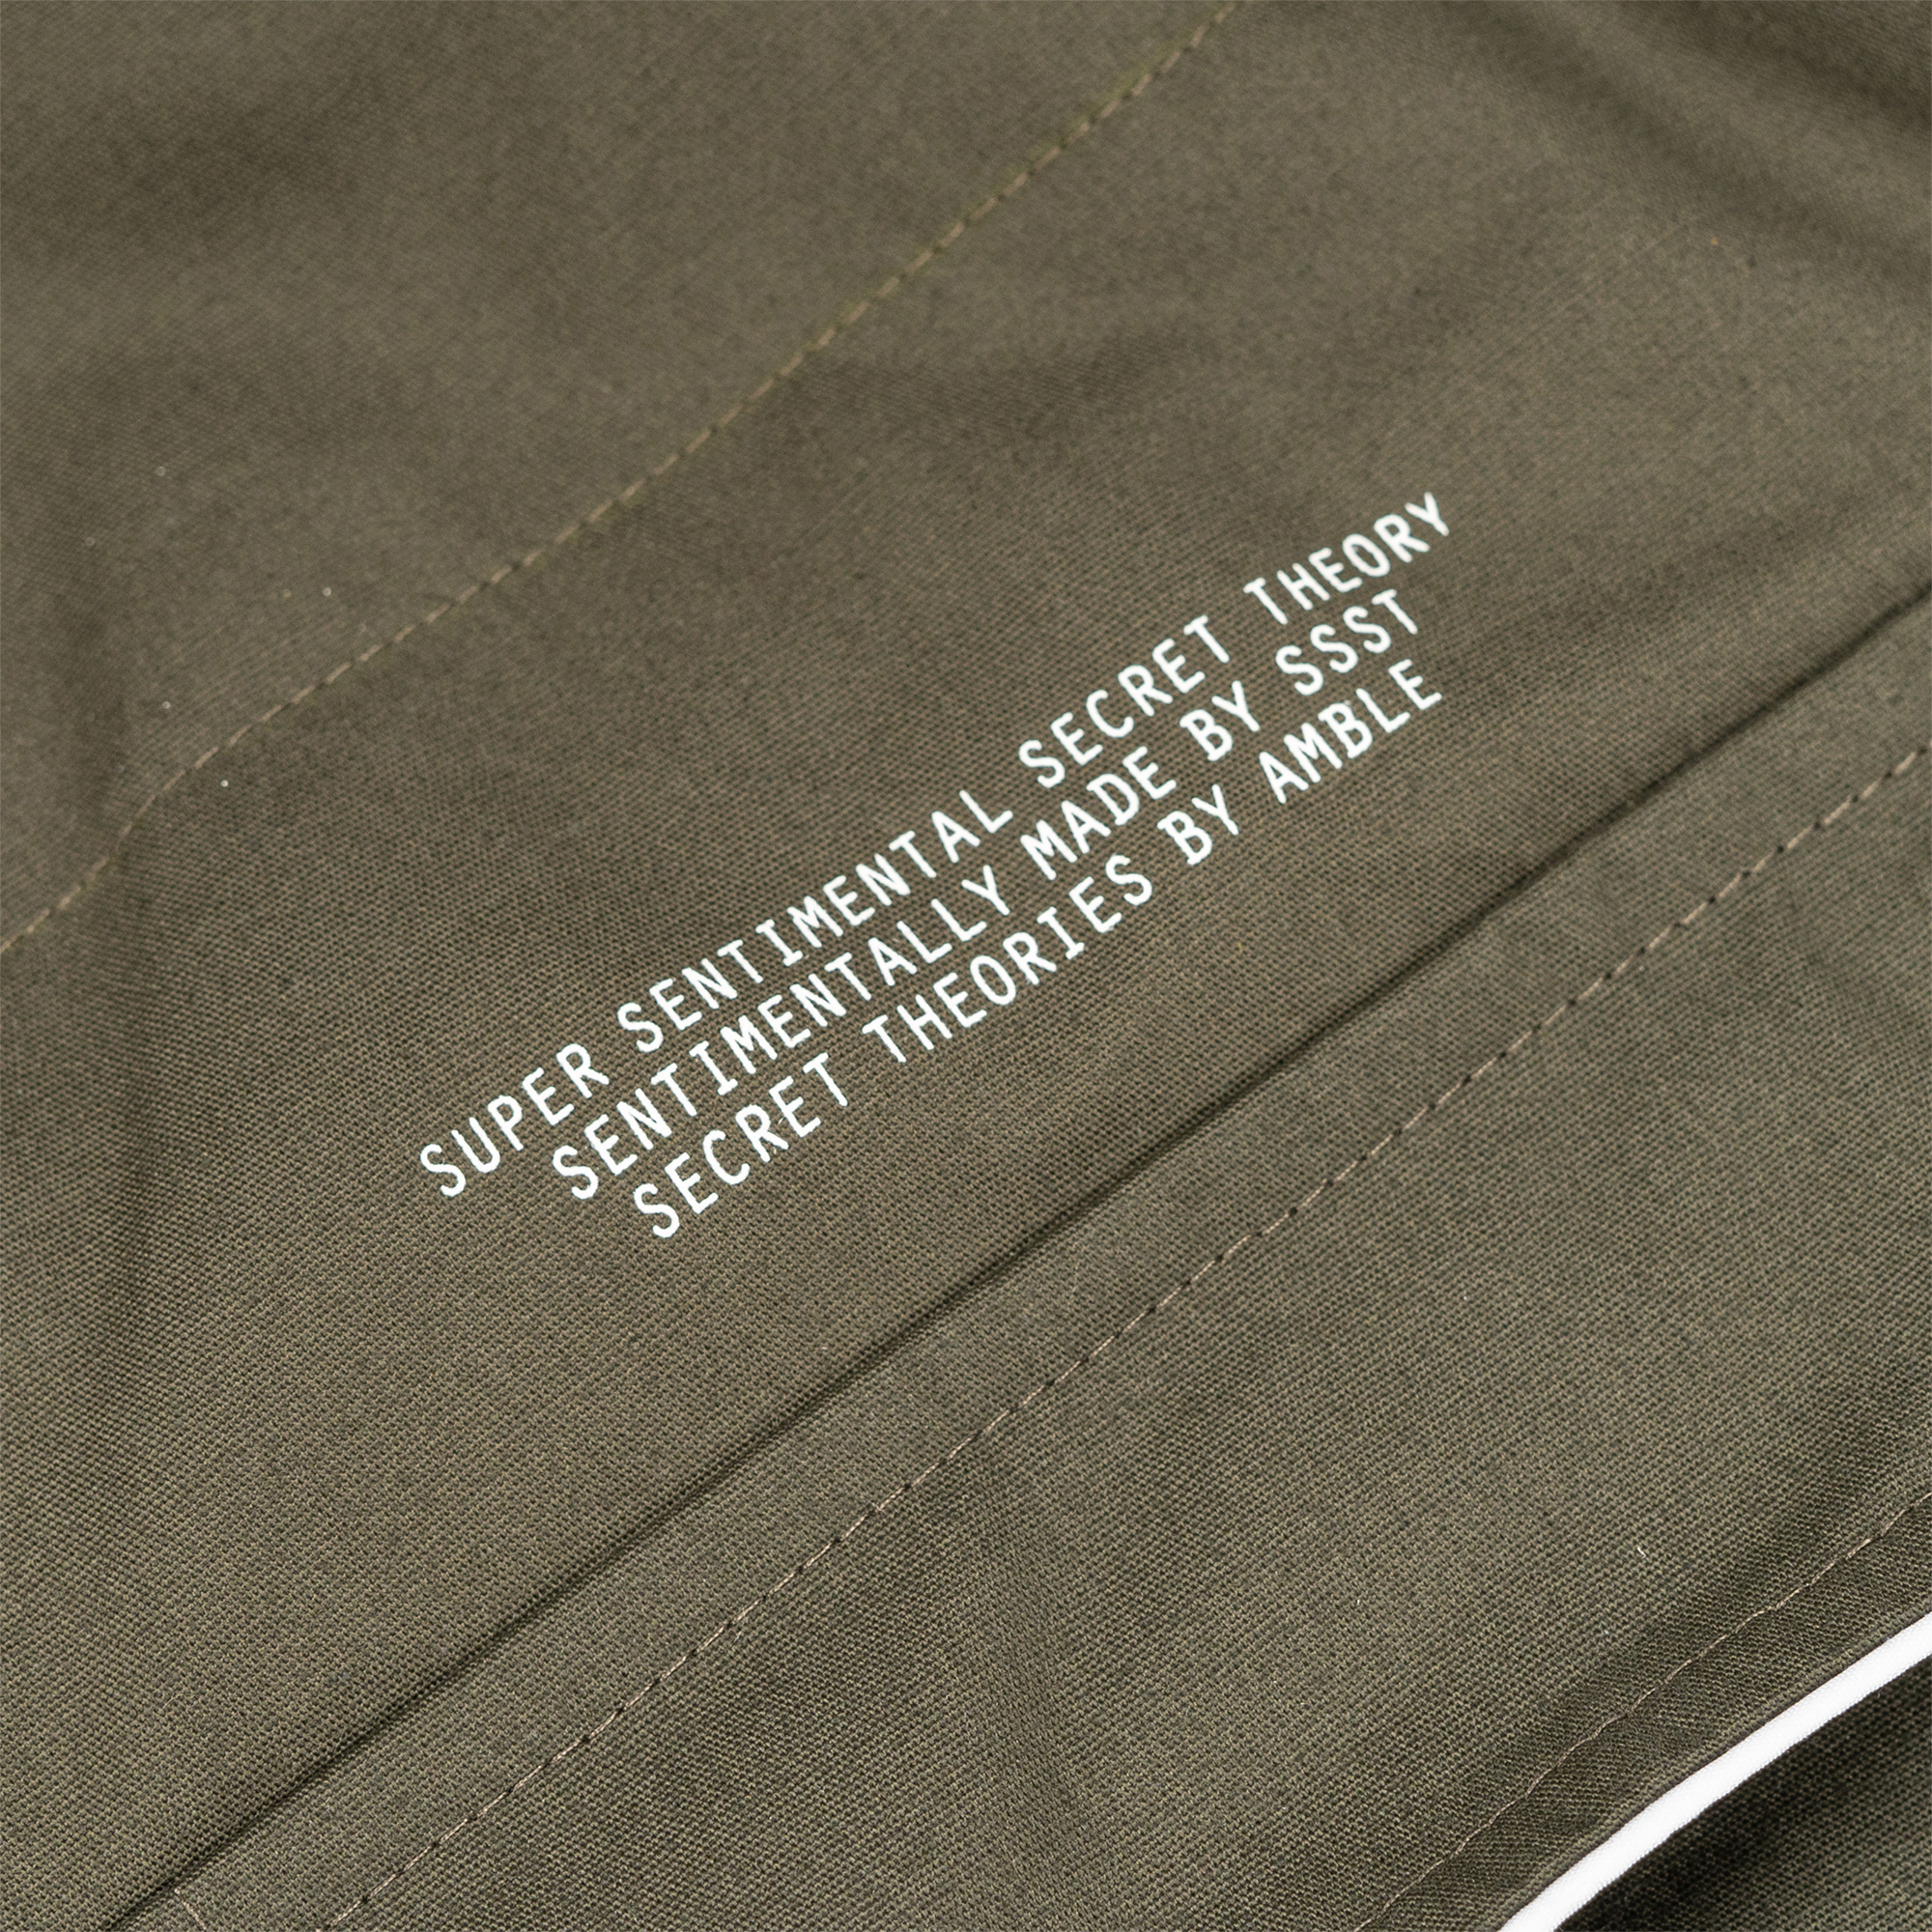 SUPER SENTIMENTAL SECRET THEORY
SENTIMENTALLY MADE BY SSST
SECRET THEORIES BY AMBLE